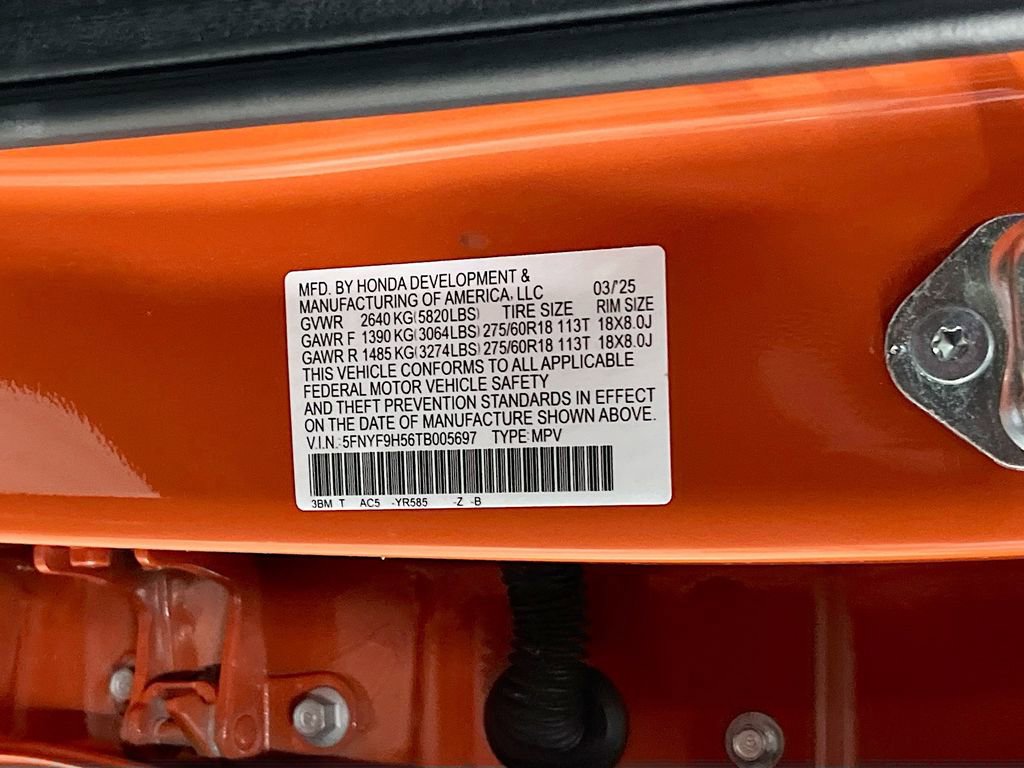 MFD. BY HONDA DEVELOPMENT &
MANUFACTURING OF AMERICA, LLC 03/'25
GVWR 2640 KG(5820LBS) TIRE SIZE RIM SIZE
GAWR F 1390 KG(3064LBS) 275/60R18 113T 18X8.0J
GAWR R 1485 KG(3274LBS) 275/60R18 113T 18X8.0J
THIS VEHICLE CONFORMS TO ALL APPLICABLE
FEDERAL MOTOR VEHICLE SAFETY
AND THEFT PREVENTION STANDARDS IN EFFECT
ON THE DATE OF MANUFACTURE SHOWN ABOVE.
V.I.N.:5FNYF9H56TB005697 TYPE:MPV
3BM T AC5 -YR585 -Z -B